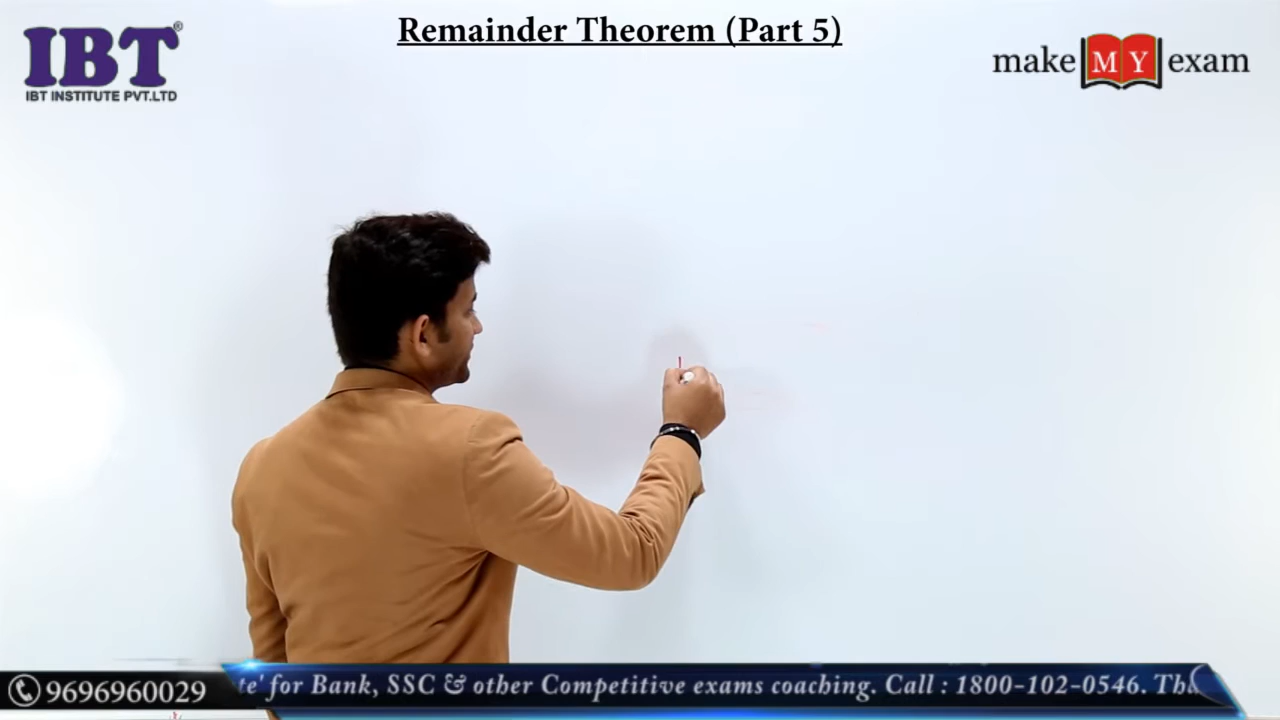 Remainder Theorem (Part 5)
IBT®
IBT INSTITUTE PVT.LTD
make MY exam
9696960029
te' for Bank, SSC & other Competitive exams coaching. Call : 1800-102-0546.